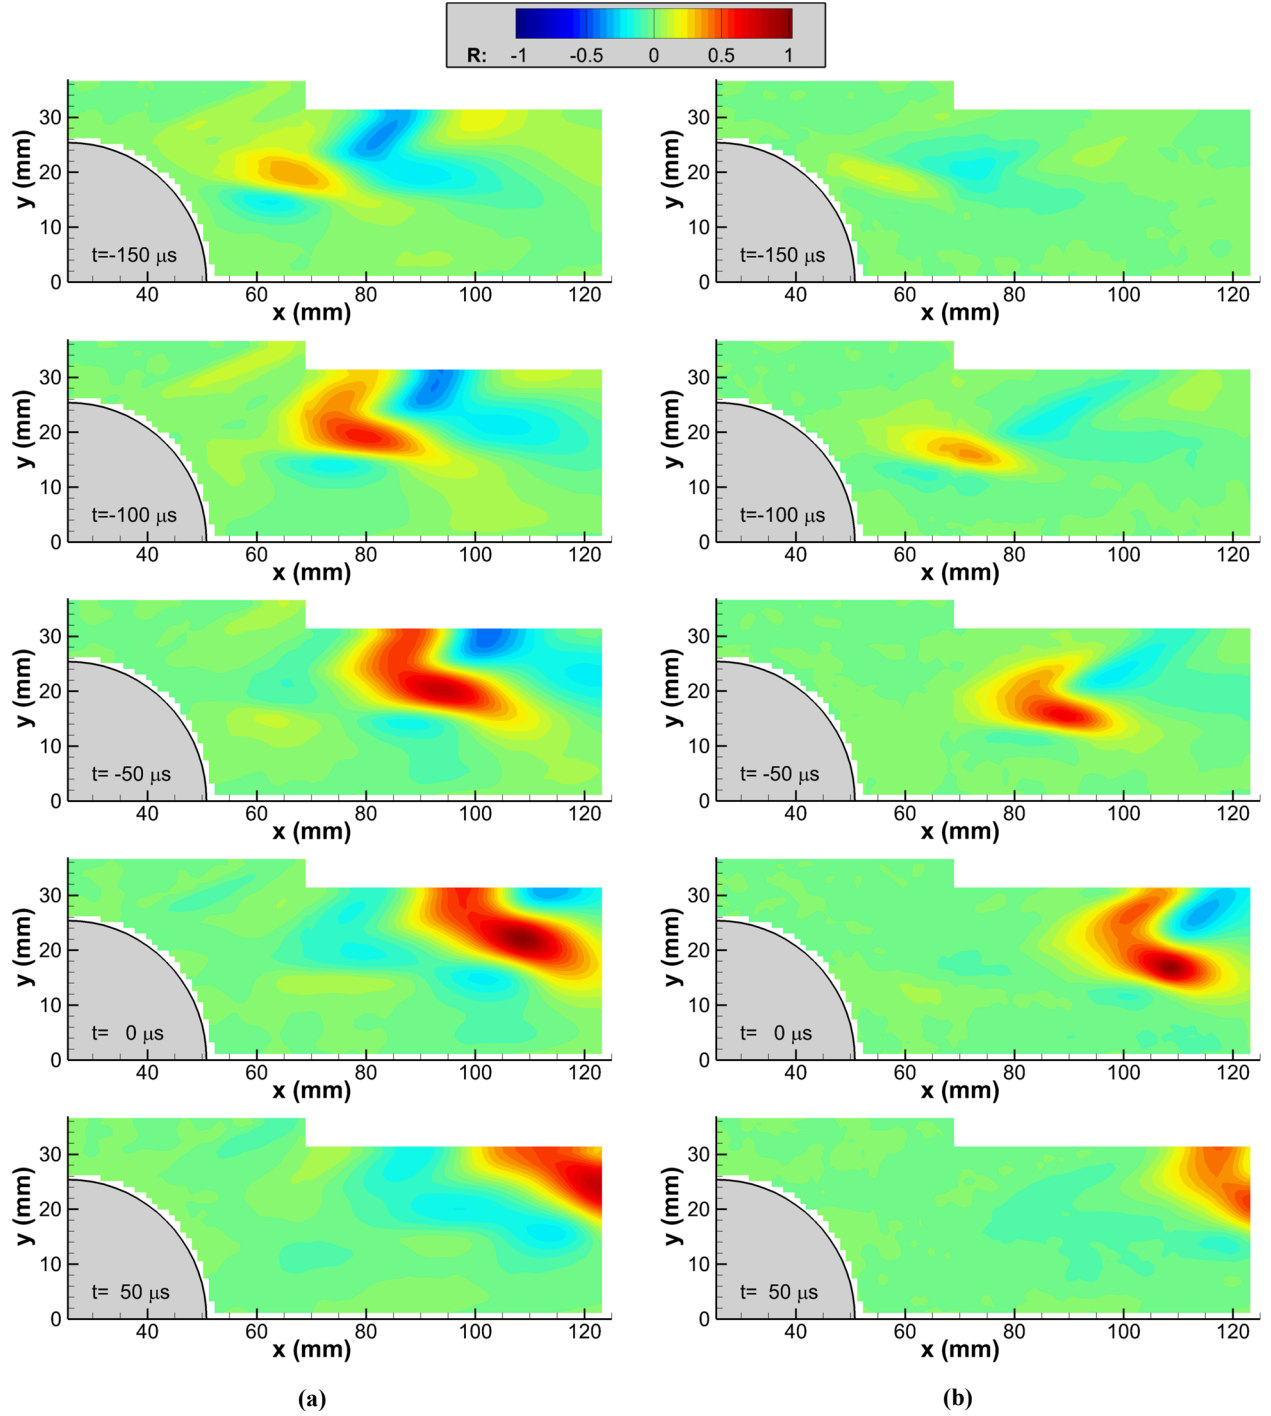 R: -1 -0.5 0 0.5 1
y (mm) 30 20 10 0 t=-150 μs 40 60 80 100 120 x (mm)
y (mm) 30 20 10 0 t=-150 μs 40 60 80 100 120 x (mm)
y (mm) 30 20 10 0 t=-100 μs 40 60 80 100 120 x (mm)
y (mm) 30 20 10 0 t=-100 μs 40 60 80 100 120 x (mm)
y (mm) 30 20 10 0 t= -50 μs 40 60 80 100 120 x (mm)
y (mm) 30 20 10 0 t= -50 μs 40 60 80 100 120 x (mm)
y (mm) 30 20 10 0 t= 0 μs 40 60 80 100 120 x (mm)
y (mm) 30 20 10 0 t= 0 μs 40 60 80 100 120 x (mm)
y (mm) 30 20 10 0 t= 50 μs 40 60 80 100 120 x (mm)
y (mm) 30 20 10 0 t= 50 μs 40 60 80 100 120 x (mm)
(a) (b)